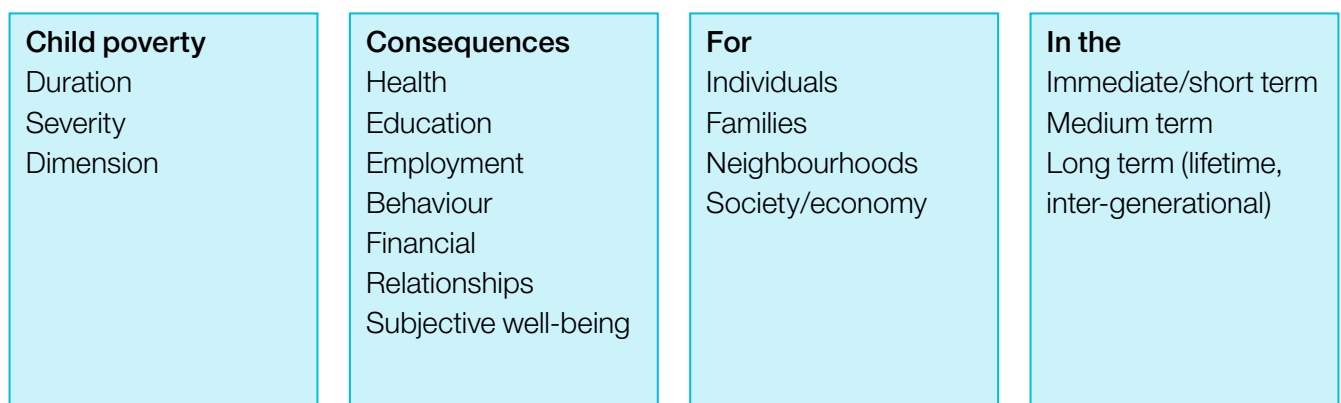 Child poverty
Duration
Severity
Dimension
Consequences
Health
Education
Employment
Behaviour
Financial
Relationships
Subjective well-being
For
Individuals
Families
Neighbourhoods
Society/economy
In the
Immediate/short term
Medium term
Long term (lifetime,
inter-generational)